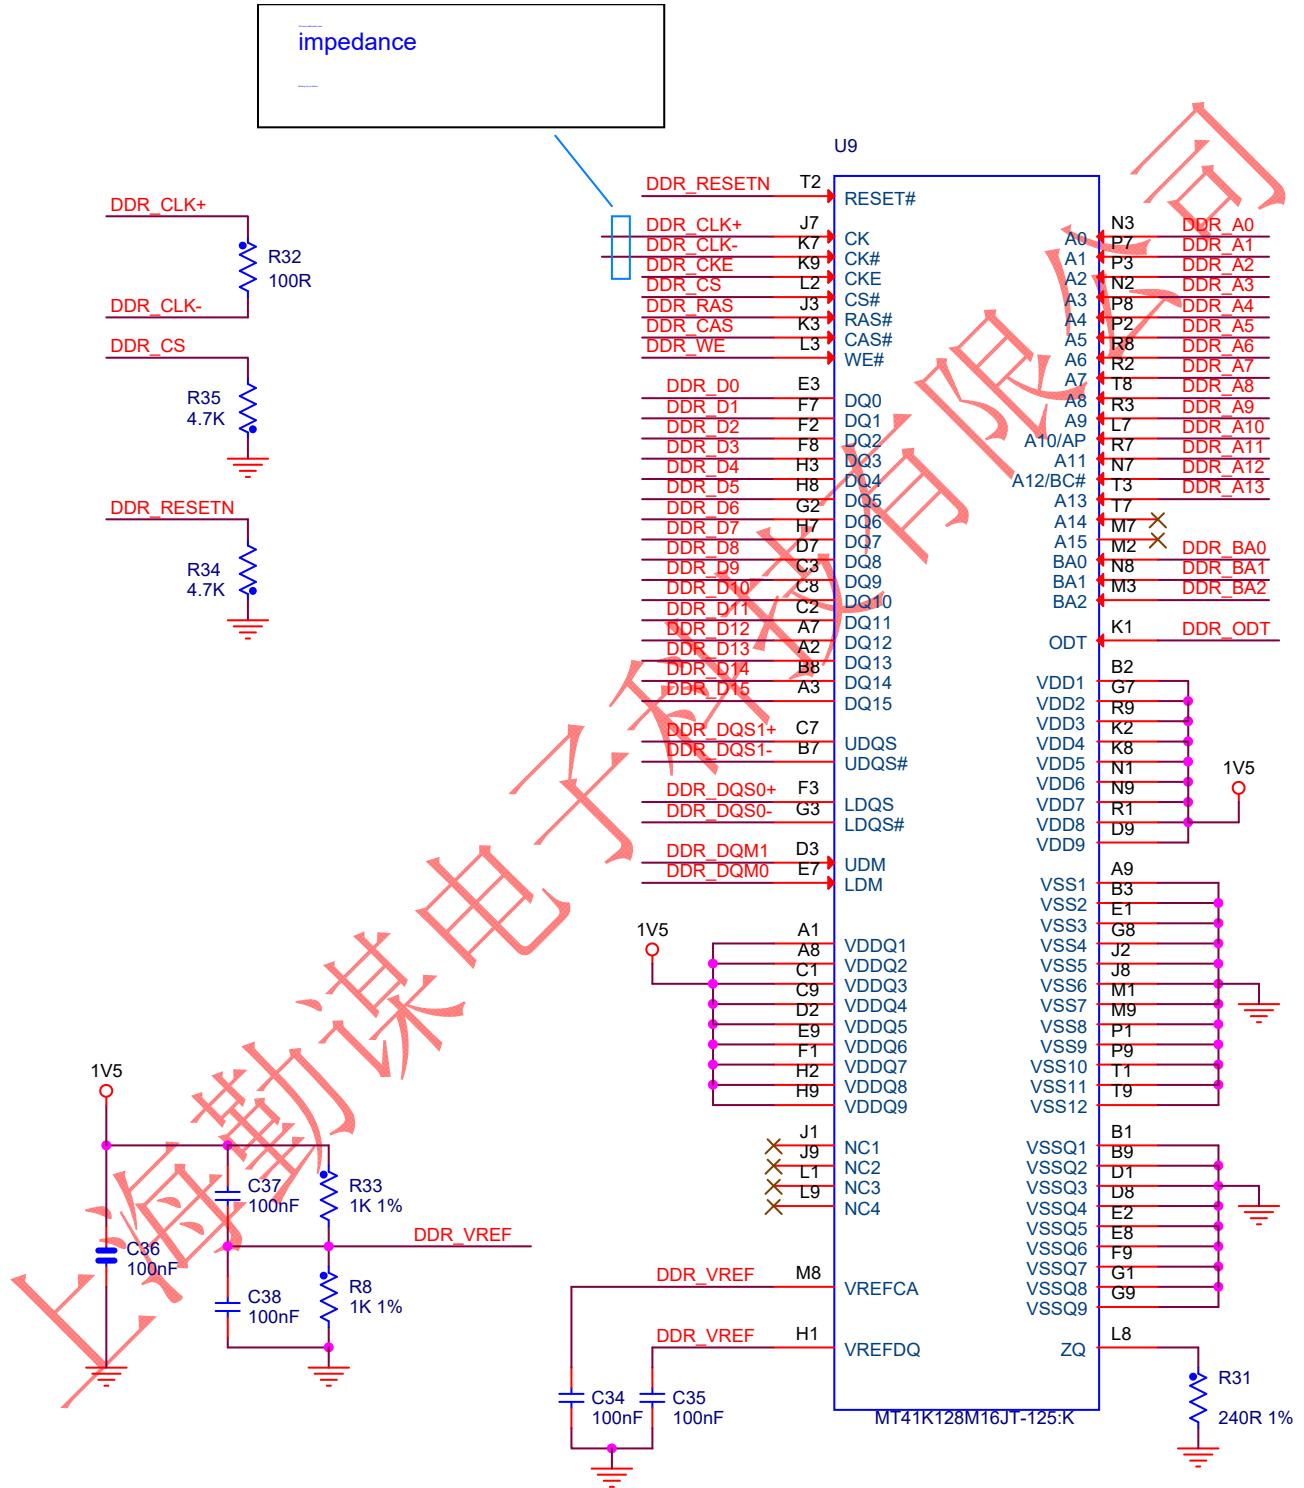 impedance
U9
DDR_CLK+
R32
100R
DDR_CLK-
DDR_CS
R35
4.7K
DDR_RESETN
R34
4.7K
DDR_RESETN T2 RESET#
DDR_CLK+ J7 CK
DDR_CLK- K7 CK#
DDR_CKE K9 CKE
DDR_CS L2 CS#
DDR_RAS J3 RAS#
DDR_CAS K3 CAS#
DDR_WE L3 WE#
DDR_D0 E3 DQ0
DDR_D1 F7 DQ1
DDR_D2 F2 DQ2
DDR_D3 F8 DQ3
DDR_D4 H3 DQ4
DDR_D5 H8 DQ5
DDR_D6 G2 DQ6
DDR_D7 H7 DQ7
DDR_D8 D7 DQ8
DDR_D9 C3 DQ9
DDR_D10 C8 DQ10
DDR_D11 C2 DQ11
DDR_D12 A7 DQ12
DDR_D13 A2 DQ13
DDR_D14 B8 DQ14
DDR_D15 A3 DQ15
DDR_DQS1+ C7 UDQS
DDR_DQS1- B7 UDQS#
DDR_DQS0+ F3 LDQS
DDR_DQS0- G3 LDQS#
DDR_DQM1 D3 UDM
DDR_DQM0 E7 LDM
1V5
A1 VDDQ1
A8 VDDQ2
C1 VDDQ3
C9 VDDQ4
D2 VDDQ5
E9 VDDQ6
F1 VDDQ7
H2 VDDQ8
H9 VDDQ9
J1 NC1
J9 NC2
L1 NC3
L9 NC4
DDR_VREF M8 VREFCA
DDR_VREF H1 VREFDQ
C34
100nF
C35
100nF
A0 N3 DDR_A0
A1 P7 DDR_A1
A2 P3 DDR_A2
A3 N2 DDR_A3
A4 P8 DDR_A4
A5 P2 DDR_A5
A6 R8 DDR_A6
A7 R2 DDR_A7
A8 T8 DDR_A8
A9 R3 DDR_A9
A10/AP L7 DDR_A10
A11 R7 DDR_A11
A12/BC# N7 DDR_A12
A13 T3 DDR_A13
A14 T7
A15 M7
BA0 M2 DDR_BA0
BA1 N8 DDR_BA1
BA2 M3 DDR_BA2
ODT K1 DDR_ODT
VDD1 B2
VDD2 G7
VDD3 R9
VDD4 K2
VDD5 K8
VDD6 N1
VDD7 N9
VDD8 R1
VDD9 D9
1V5
VSS1 A9
VSS2 B3
VSS3 E1
VSS4 G8
VSS5 J2
VSS6 J8
VSS7 M1
VSS8 M9
VSS9 P1
VSS10 P9
VSS11 T1
VSS12 T9
VSSQ1 B1
VSSQ2 B9
VSSQ3 D1
VSSQ4 D8
VSSQ5 E2
VSSQ6 E8
VSSQ7 F9
VSSQ8 G1
VSSQ9 G9
ZQ L8
R31
240R 1%
MT41K128M16JT-125:K
1V5
C37
100nF
R33
1K 1%
DDR_VREF
C36
100nF
C38
100nF
R8
1K 1%
上海勤谋电子科技有限公司